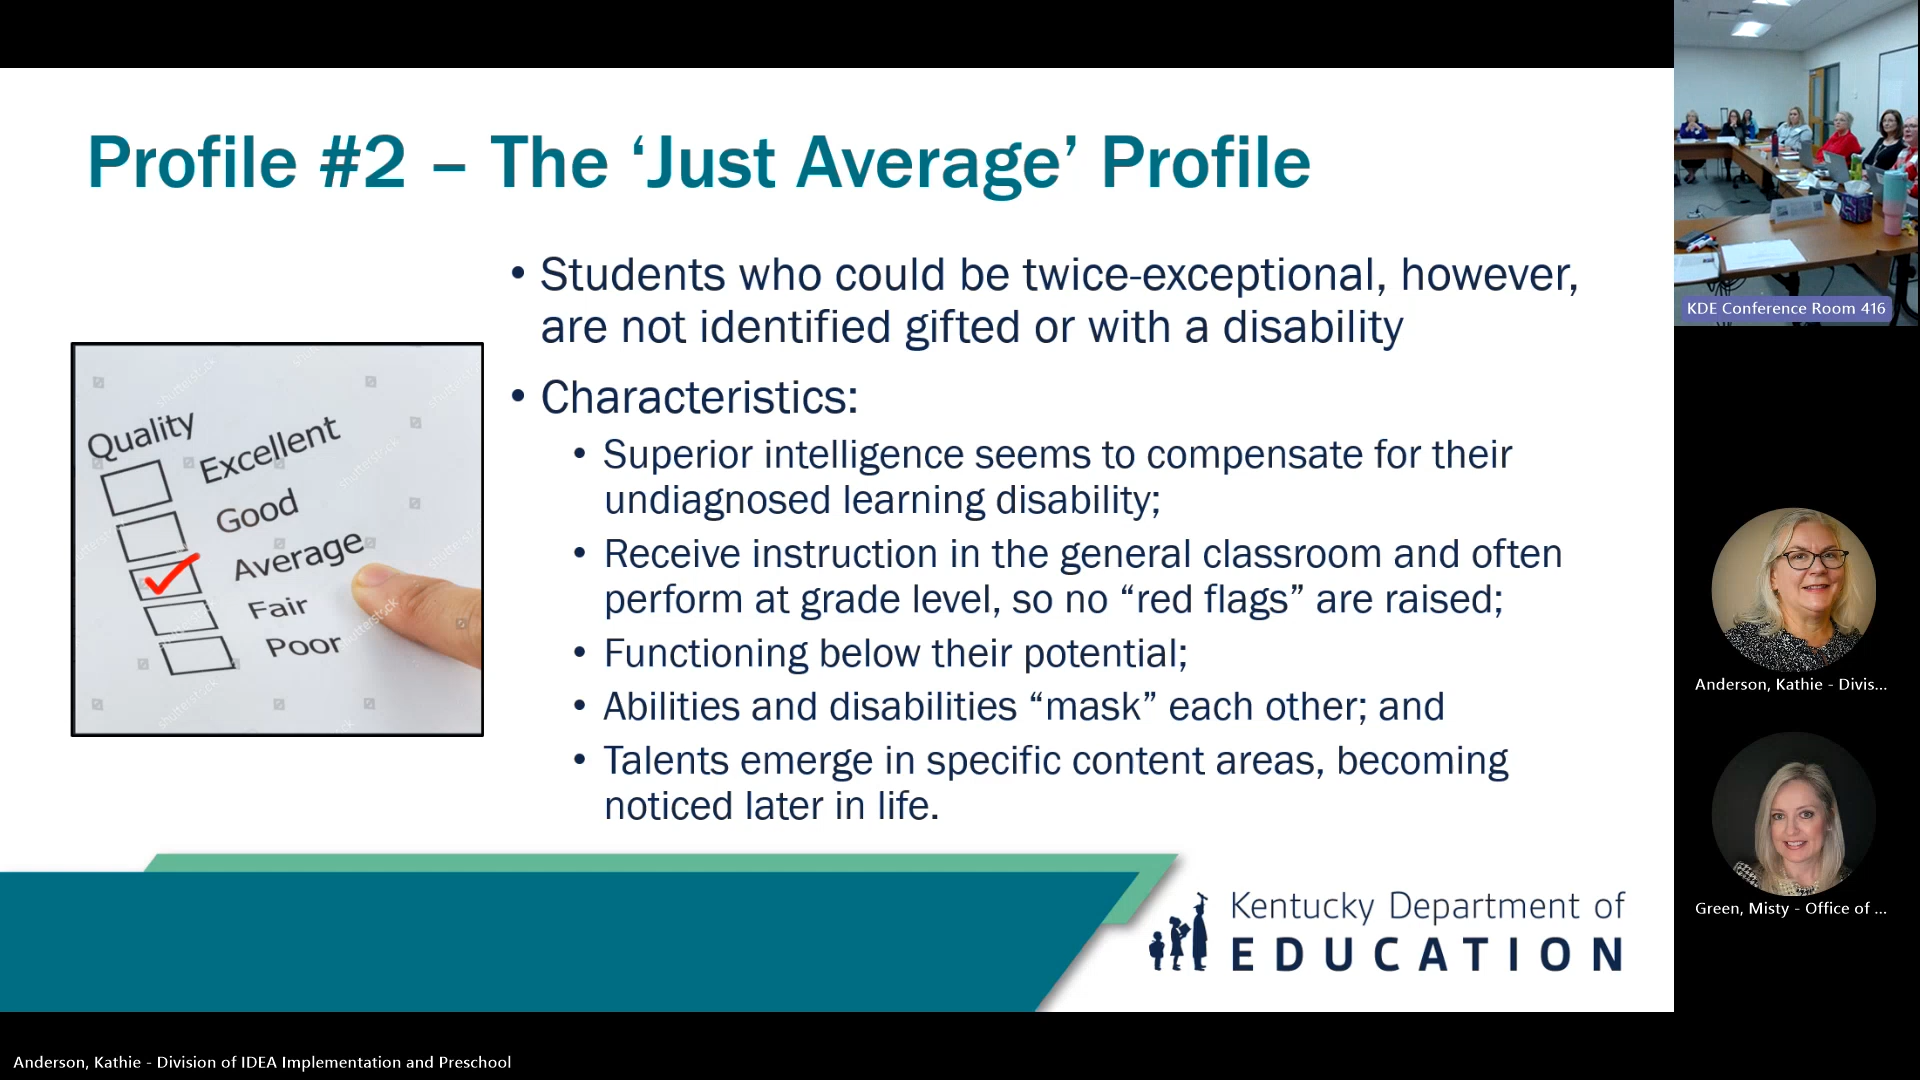 Profile #2 – The ‘Just Average’ Profile
• Students who could be twice-exceptional, however,
are not identified gifted or with a disability
• Characteristics:
• Superior intelligence seems to compensate for their
undiagnosed learning disability;
• Receive instruction in the general classroom and often
perform at grade level, so no “red flags” are raised;
• Functioning below their potential;
• Abilities and disabilities “mask” each other; and
• Talents emerge in specific content areas, becoming
noticed later in life.
Quality
Excellent
Good
Average
Fair
Poor
shutterstock
shutterstock
shutterstock
shutterstock
Kentucky Department of
EDUCATION
KDE Conference Room 416
Anderson, Kathie - Divis...
Green, Misty - Office of ...
Anderson, Kathie - Division of IDEA Implementation and Preschool